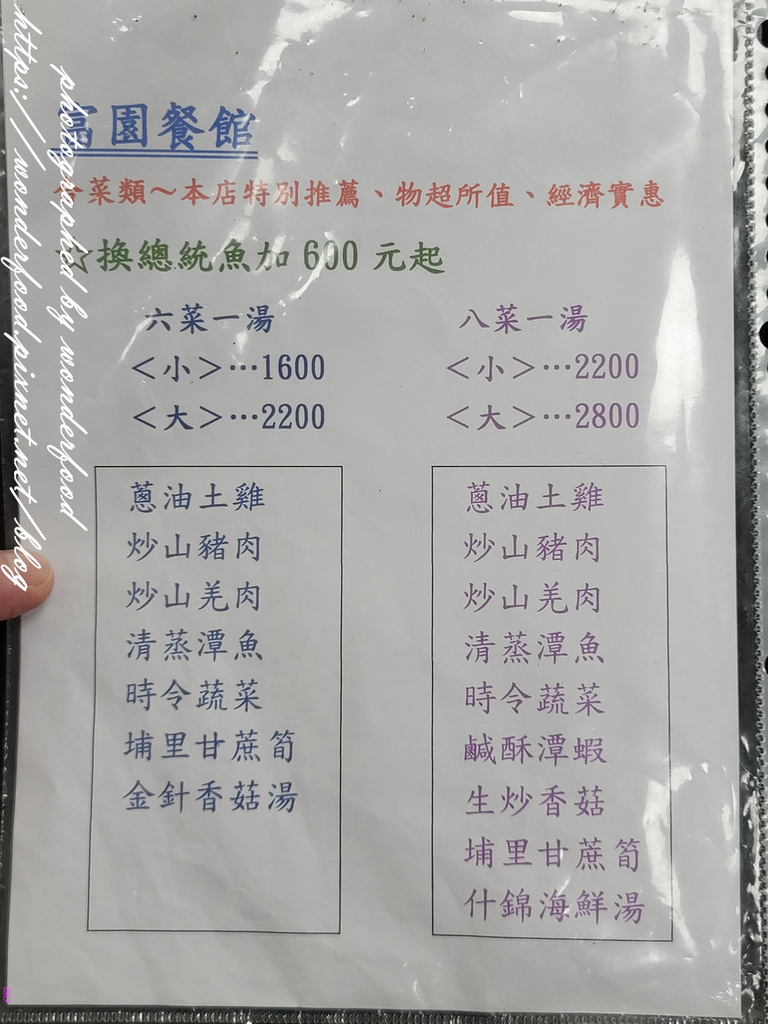 富園餐館
合菜類～本店特別推薦、物超所值、經濟實惠
☆換總統魚加 600 元起
六菜一湯
＜小＞…1600
＜大＞…2200
蔥油土雞
炒山豬肉
炒山羌肉
清蒸潭魚
時令蔬菜
埔里甘蔗筍
金針香菇湯
八菜一湯
＜小＞…2200
＜大＞…2800
蔥油土雞
炒山豬肉
炒山羌肉
清蒸潭魚
時令蔬菜
鹹酥潭蝦
生炒香菇
埔里甘蔗筍
什錦海鮮湯
photographed by wonderfood
https://wonderfood.pixnet.net/blog